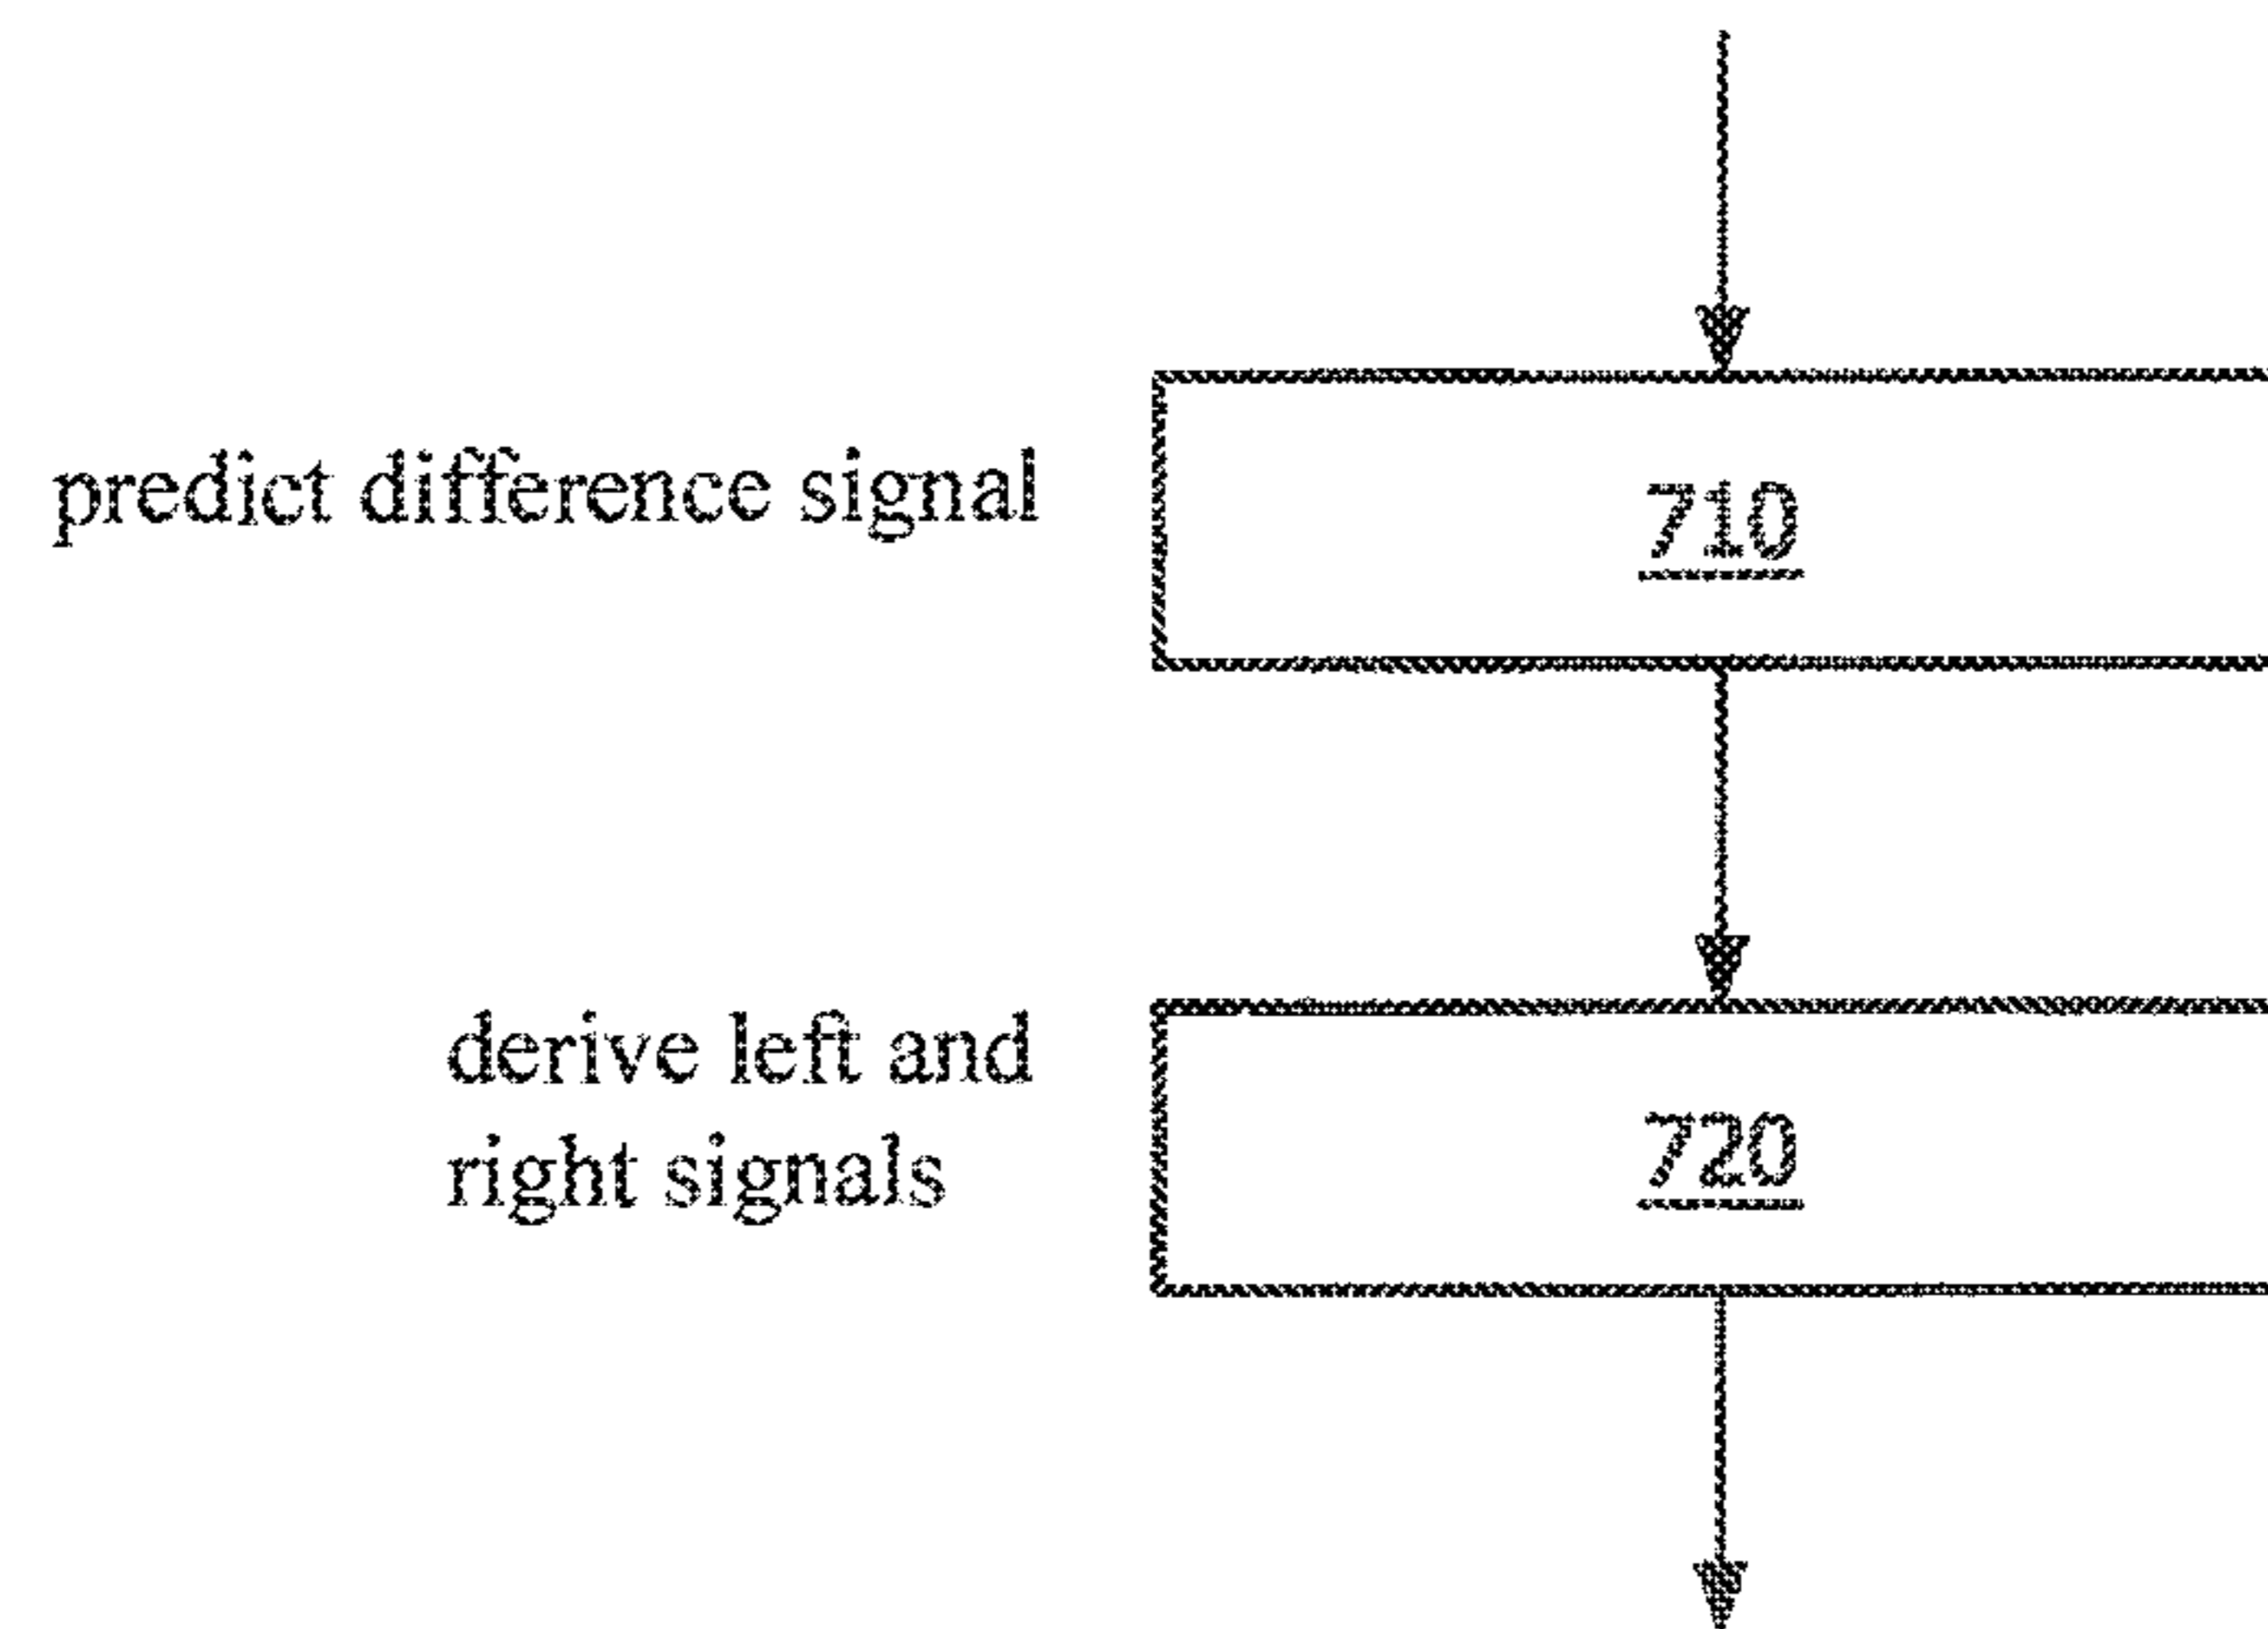 predict difference signal
710
derive left and
right signals
720